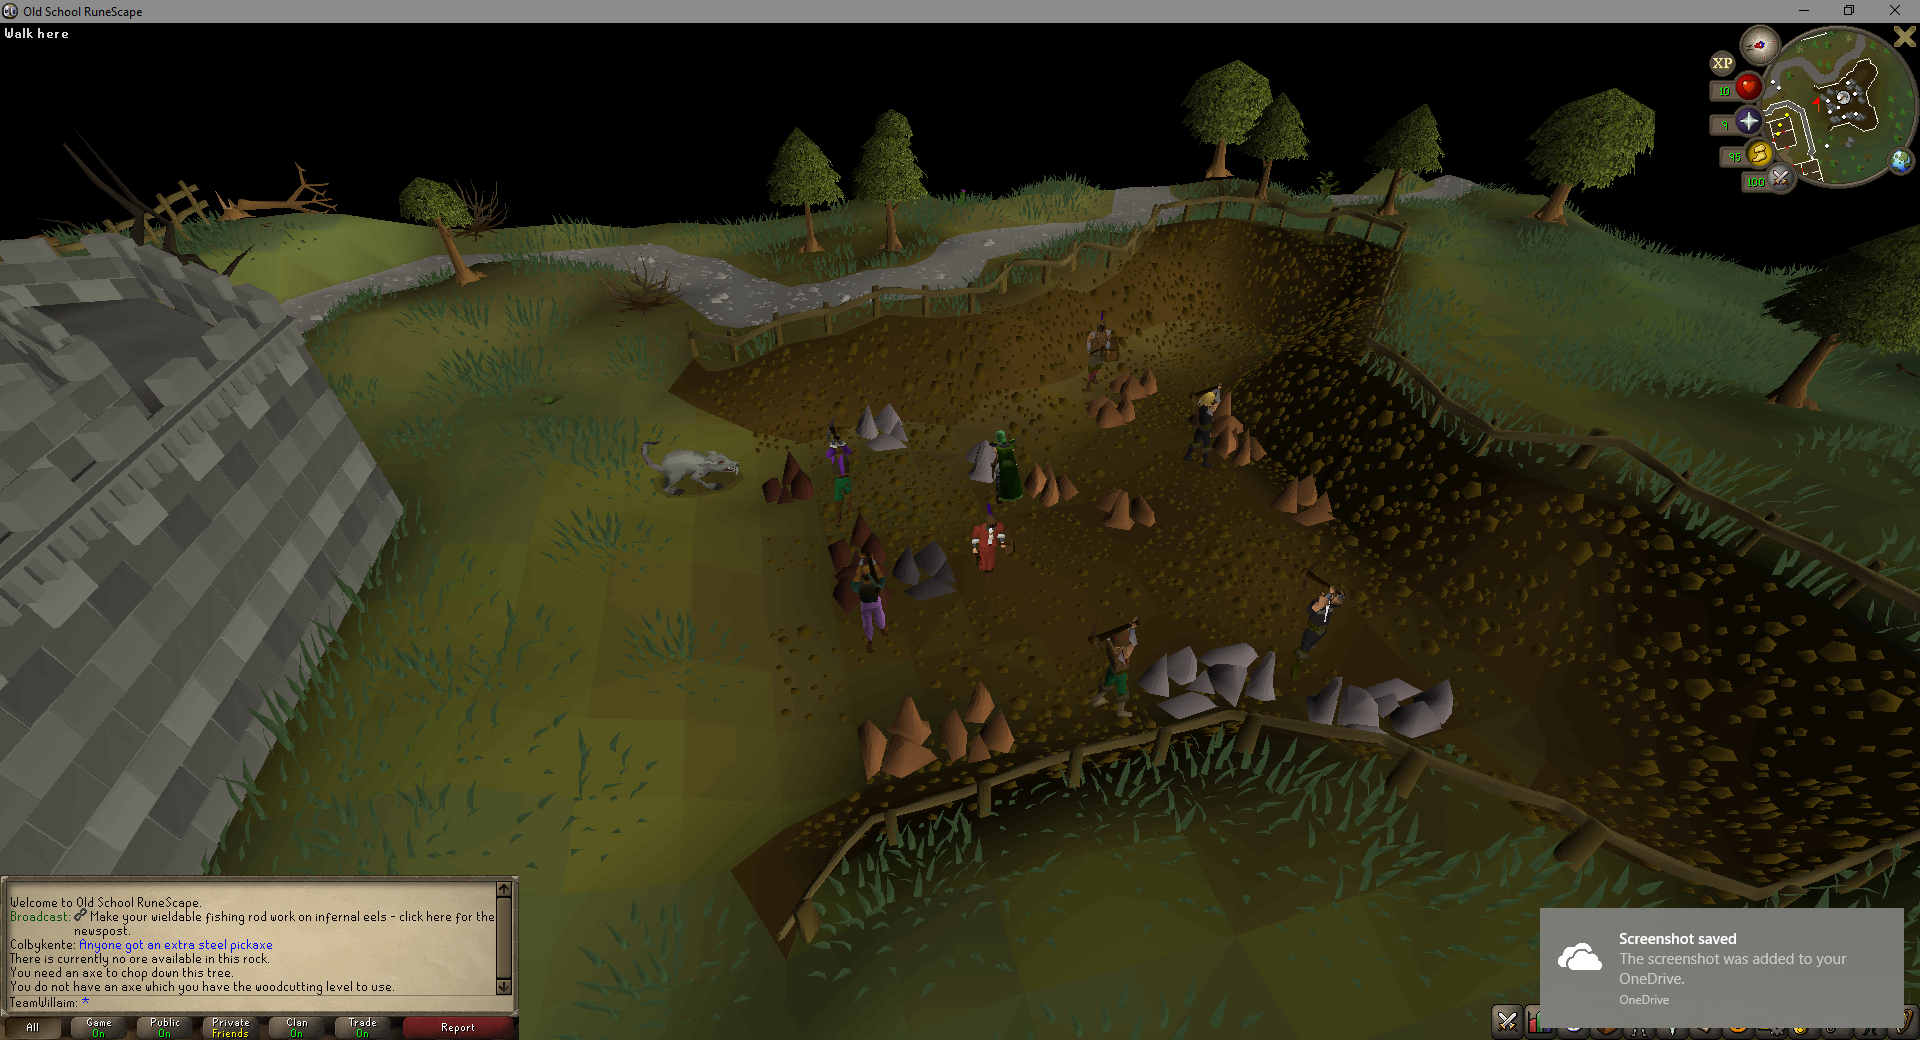 Old School RuneScape
Walk here
XP
10
9
95
100
Welcome to Old School RuneScape.
Broadcast: Make your wieldable fishing rod work on infernal eels - click here for the
newspost.
Colbykente: Anyone got an extra steel pickaxe
There is currently no ore available in this rock.
You need an axe to chop down this tree.
You do not have an axe which you have the woodcutting level to use.
TeamWillaim: *
All
Game
On
Public
On
Private
Friends
Clan
On
Trade
On
Report
Screenshot saved
The screenshot was added to your
OneDrive.
OneDrive